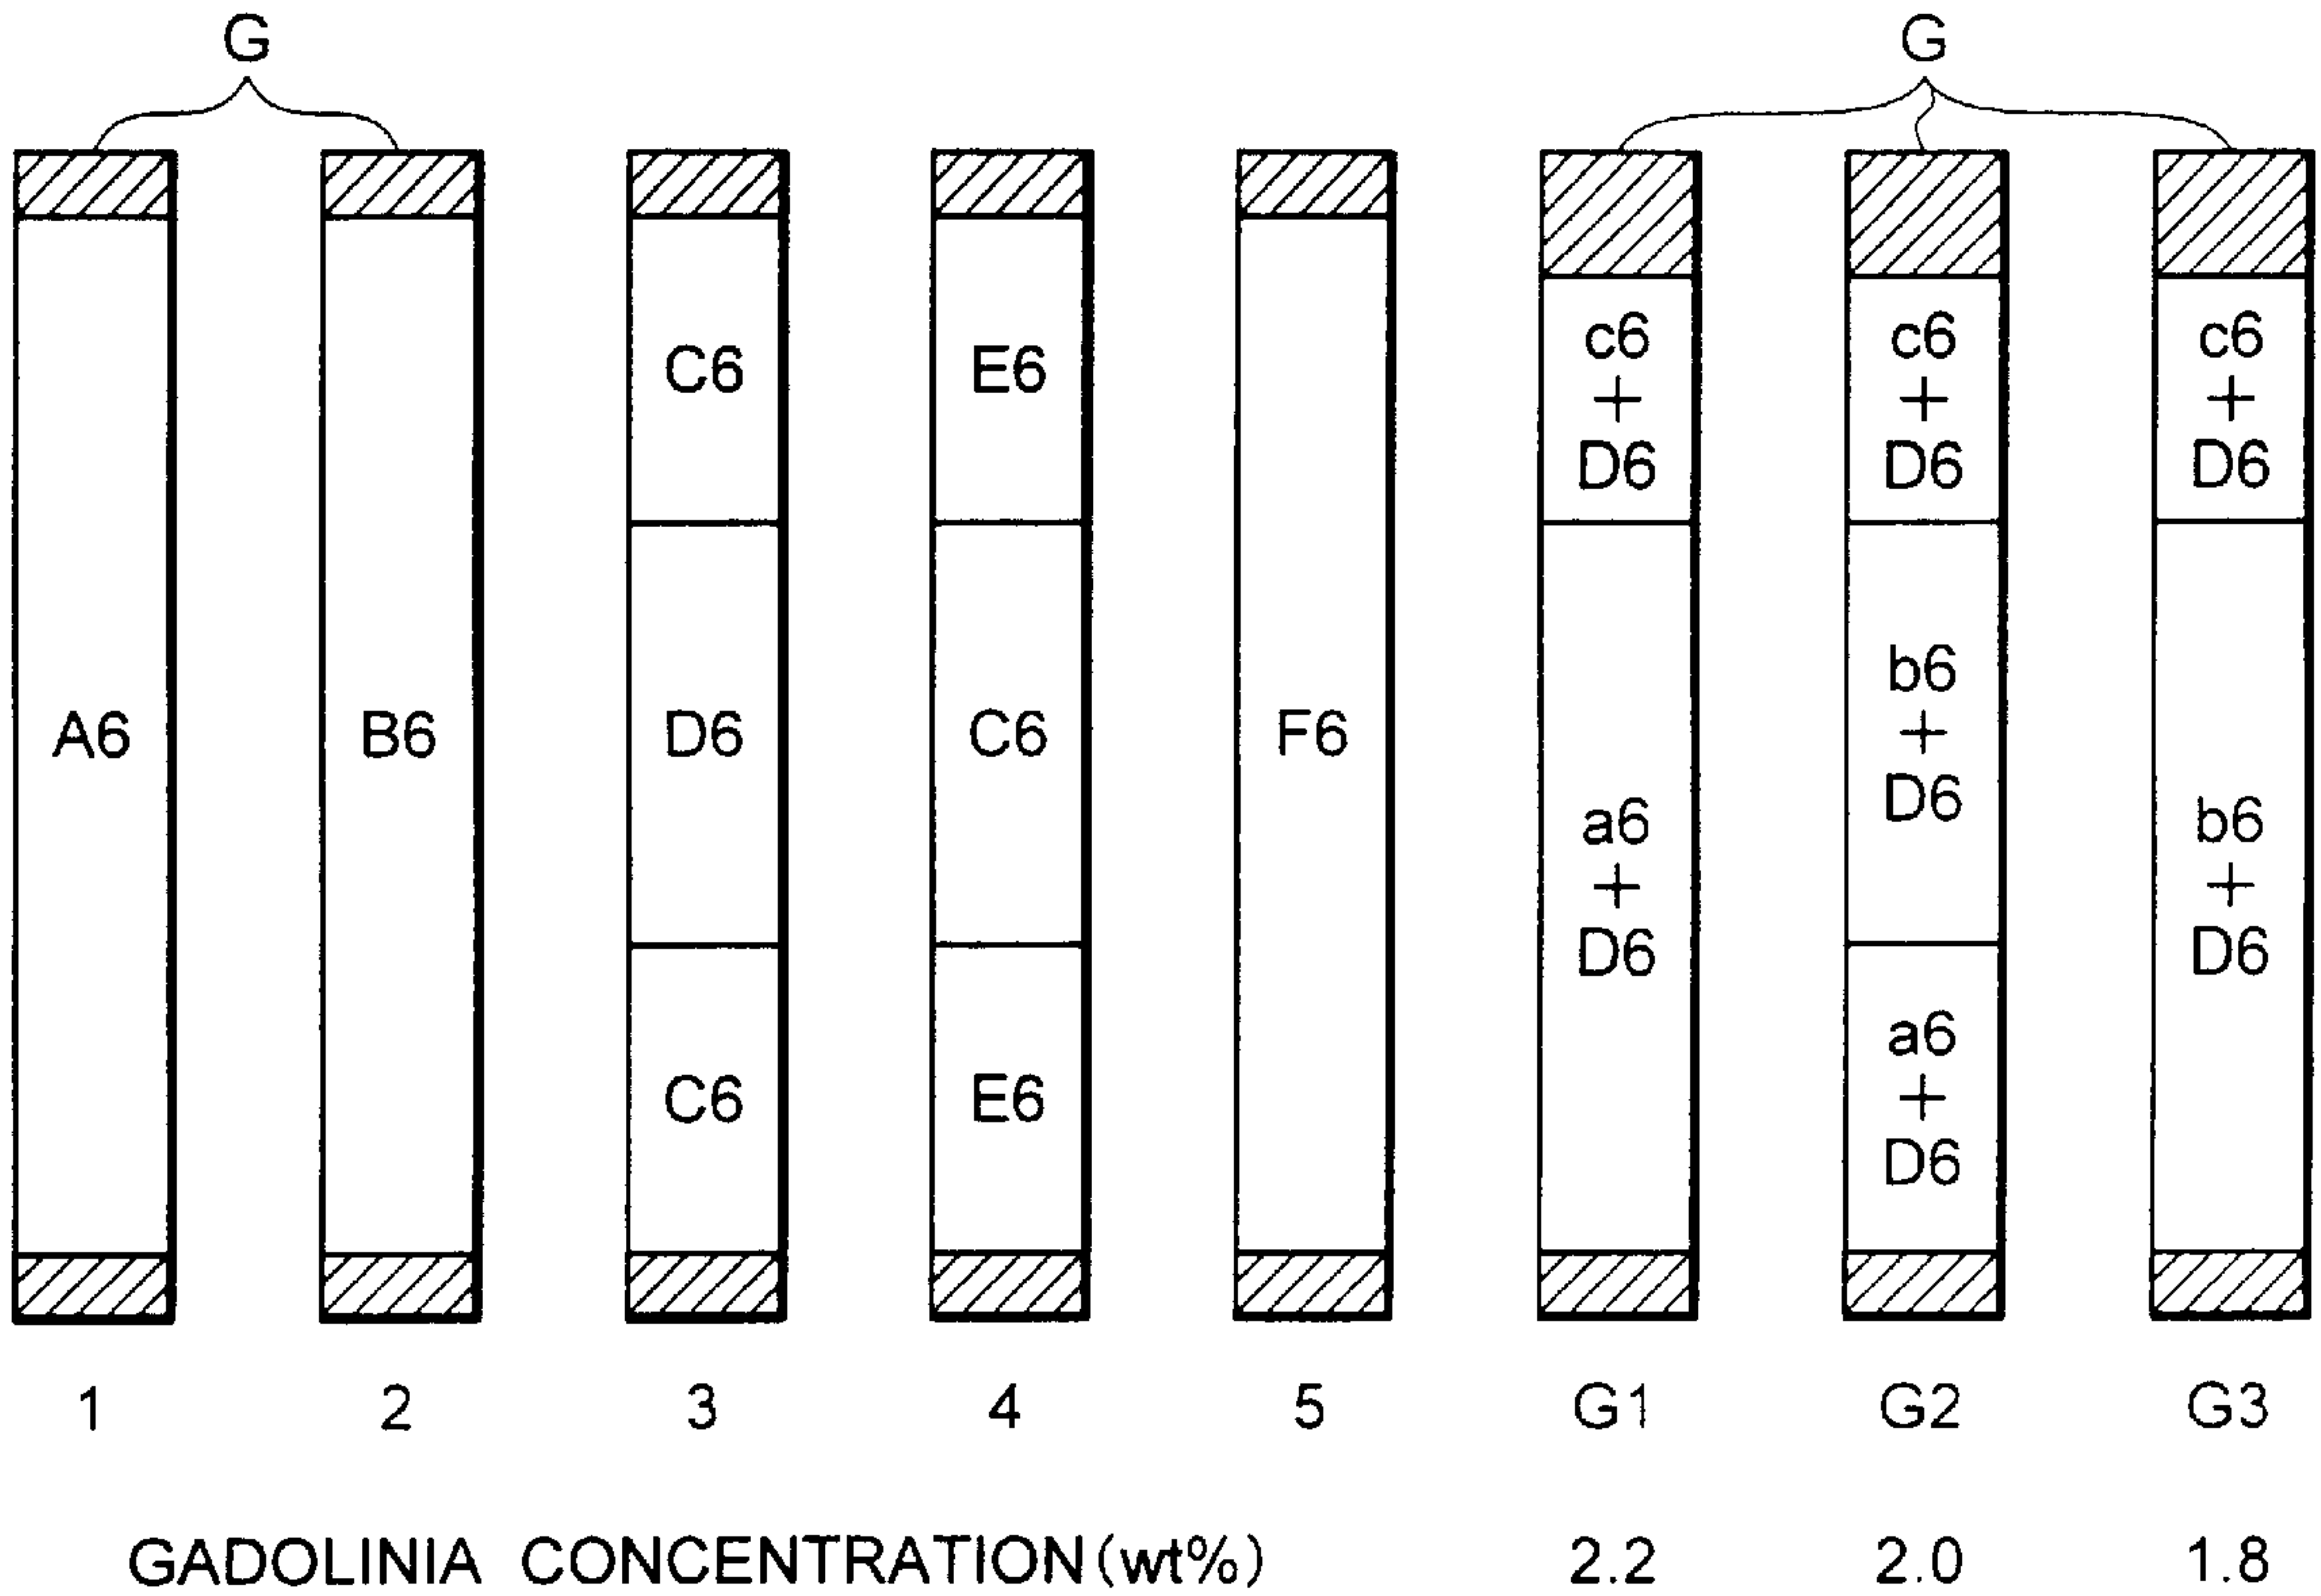 G G
C6 E6 c6 c6 c6
+ + +
D6 D6 D6
A6 B6 D6 C6 F6 b6
+
D6
a6 b6
+ +
D6 D6
C6 E6 a6
+
D6
1 2 3 4 5 G1 G2 G3
GADOLINIA CONCENTRATION(wt%) 2.2 2.0 1.8